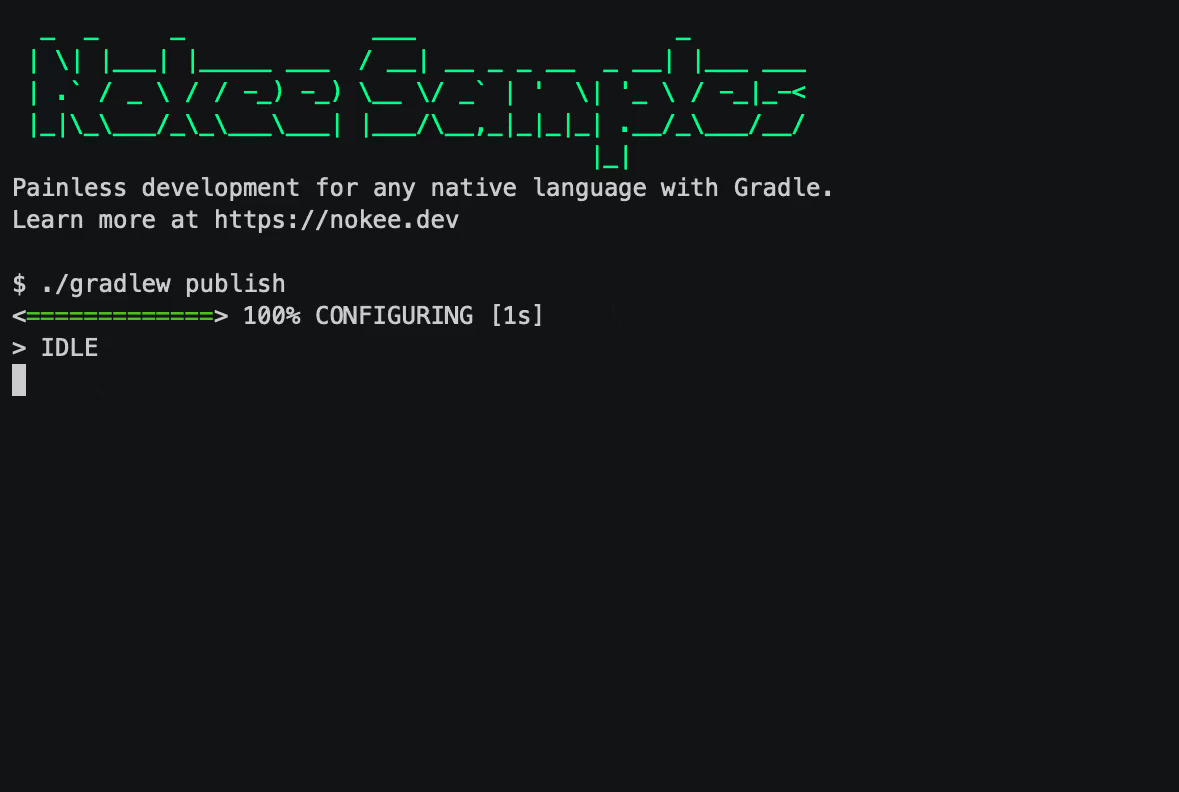 Nokee Samples
Painless development for any native language with Gradle.
Learn more at https://nokee.dev
$ ./gradlew publish
<=============> 100% CONFIGURING [1s]
> IDLE